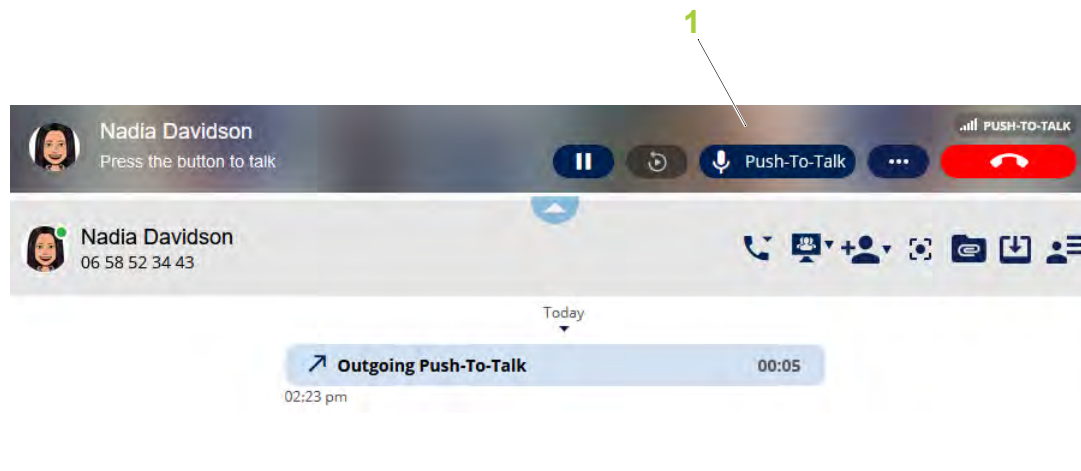 1
Nadia Davidson
Press the button to talk
Push-To-Talk
PUSH-TO-TALK
Nadia Davidson
06 58 52 34 43
Today
Outgoing Push-To-Talk 00:05
02:23 pm